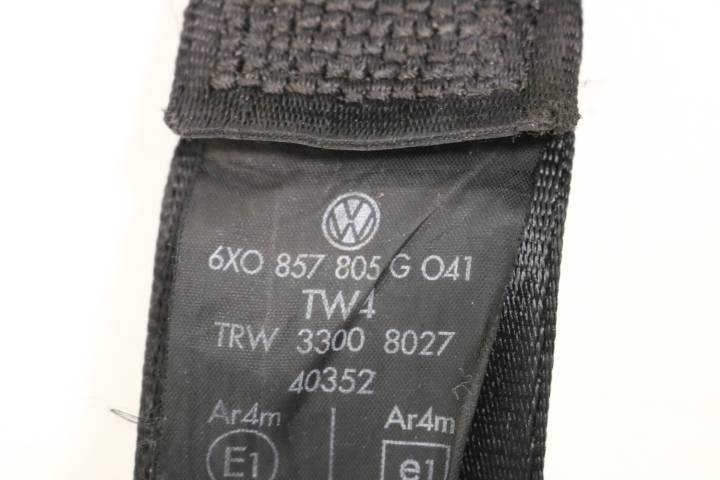 6X0 857 805 G 041
TW4
TRW 3300 8027
40352
Ar4m Ar4m
E1 e1